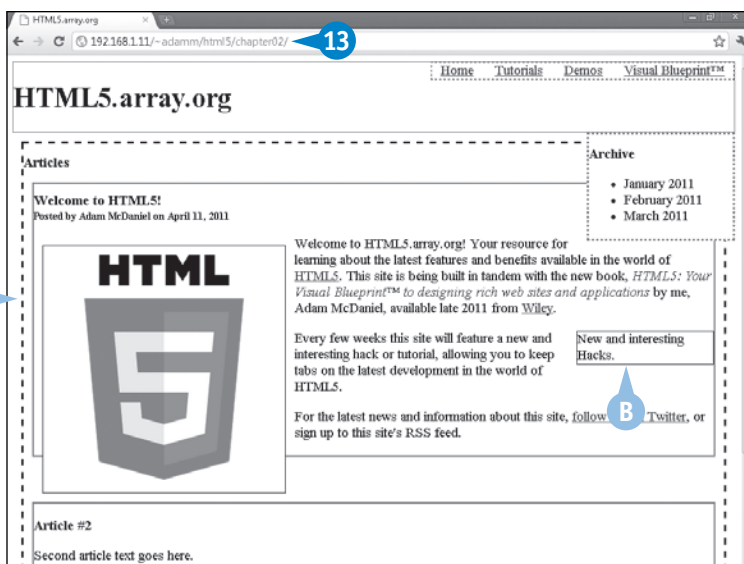 HTML5.array.org
192.168.1.11/~adamm/html5/chapter02/
13
Home Tutorials Demos Visual Blueprint™
HTML5.array.org
Articles
Archive
• January 2011
• February 2011
• March 2011
Welcome to HTML5!
Posted by Adam McDaniel on April 11, 2011
HTML
5
Welcome to HTML5.array.org! Your resource for
learning about the latest features and benefits available in the world of
HTML5. This site is being built in tandem with the new book, HTML5: Your
Visual Blueprint™ to designing rich web sites and applications by me,
Adam McDaniel, available late 2011 from Wiley.
Every few weeks this site will feature a new and
interesting hack or tutorial, allowing you to keep
tabs on the latest development in the world of
HTML5.
New and interesting
Hacks.
B
For the latest news and information about this site, follow Twitter, or
sign up to this site's RSS feed.
Article #2
Second article text goes here.